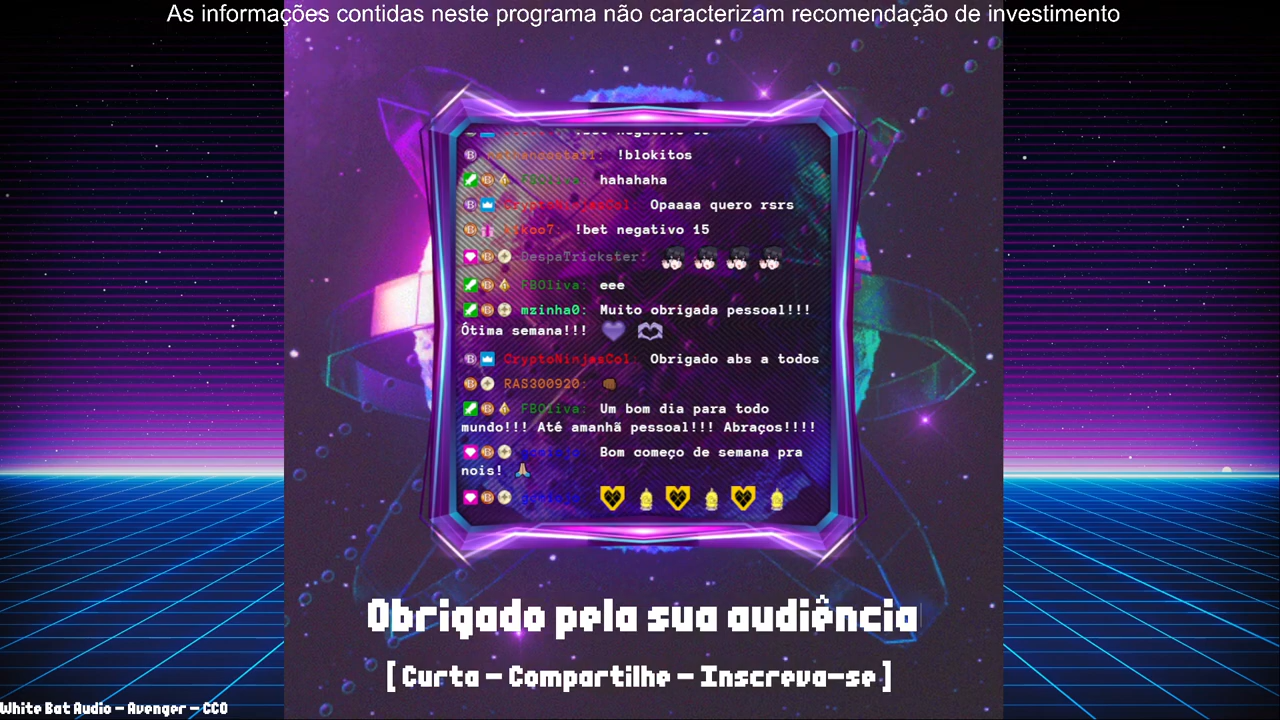 As informações contidas neste programa não caracterizam recomendação de investimento
!blokitos
FBOliva: hahahaha
CryptoNinjasCol: Opaaaa quero rsrs
!bet negativo 15
DespaTrickster:
FBOliva: eee
mzinha0: Muito obrigada pessoal!!!
Ótima semana!!!
CryptoNinjasCol: Obrigado abs a todos
RAS300920:
FBOliva: Um bom dia para todo
mundo!!! Até amanhã pessoal!!! Abraços!!!!
Bom começo de semana pra
nois!
Obrigado pela sua audiência
[ Curta - Compartilhe - Inscreva-se ]
White Bat Audio - Avenger - CC0